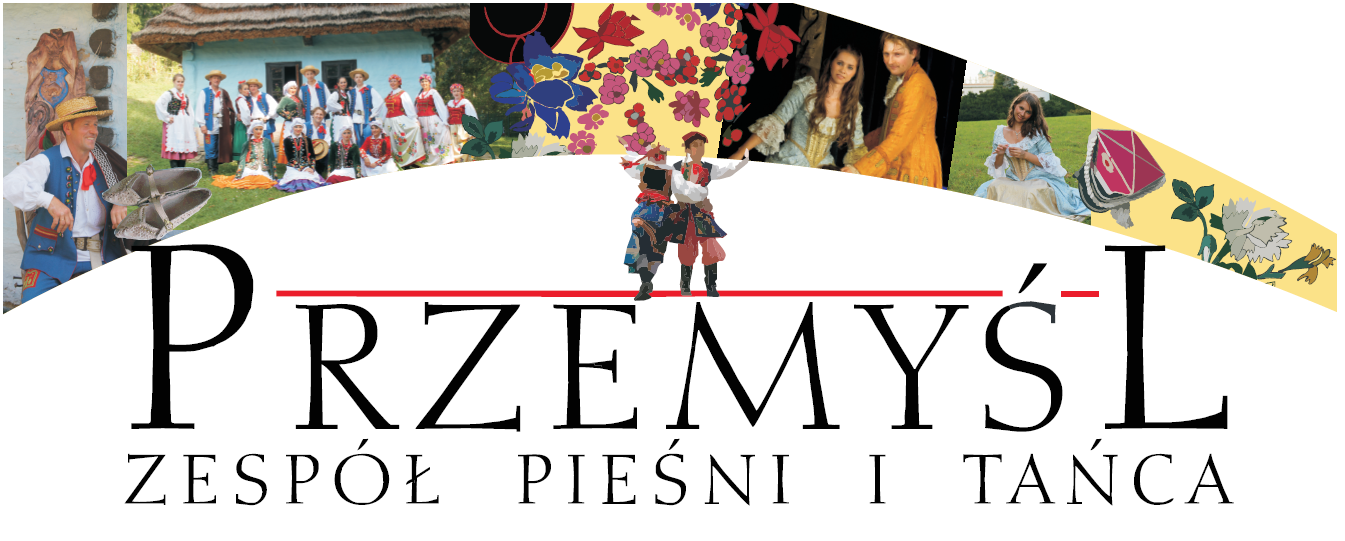 PRZEMYŚL
ZESPÓŁ PIEŚNI I TAŃCA